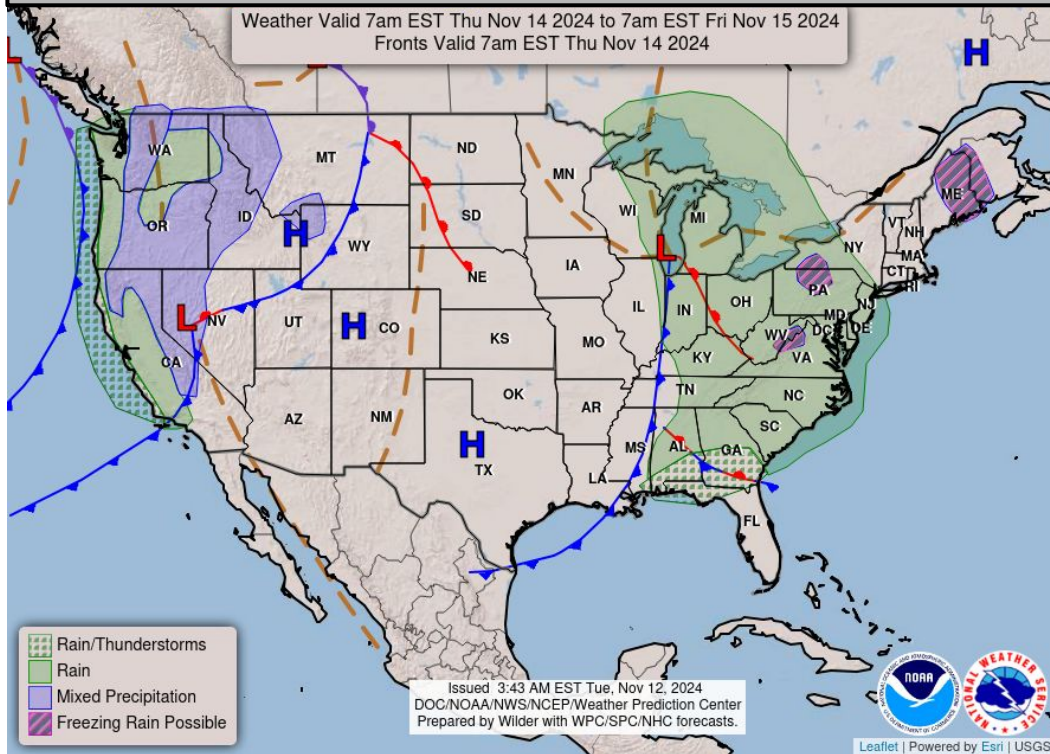 Weather Valid 7am EST Thu Nov 14 2024 to 7am EST Fri Nov 15 2024
Fronts Valid 7am EST Thu Nov 14 2024
L
L
H
WA
MT
ND
MN
ME
OR
ID
SD
WI
MI
VT
NH
NY
MA
H
WY
L
CT
RI
NE
IA
PA
NJ
L
NV
UT
H
CO
IL
IN
OH
MD
DE
WV
DC
CA
KS
MO
KY
VA
AZ
NM
OK
AR
TN
NC
H
TX
MS
AL
GA
SC
LA
FL
Rain/Thunderstorms
Rain
Mixed Precipitation
Freezing Rain Possible
Issued 3:43 AM EST Tue, Nov 12, 2024
DOC/NOAA/NWS/NCEP/Weather Prediction Center
Prepared by Wilder with WPC/SPC/NHC forecasts.
NOAA
NATIONAL WEATHER SERVICE
Leaflet | Powered by Esri | USGS